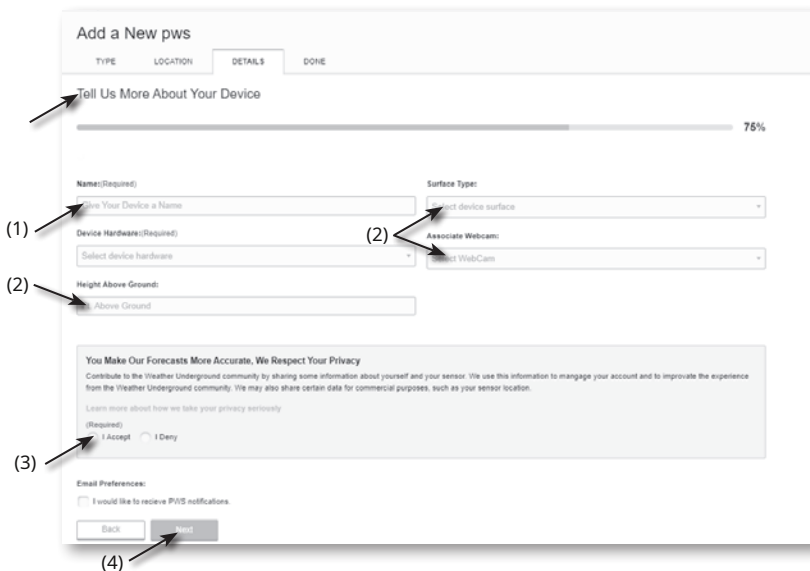 Add a New pws
TYPE LOCATION DETAILS DONE
Tell Us More About Your Device
75%
Name:(Required)
Give Your Device a Name
(1)
Device Hardware:(Required)
Select device hardware
(2)
Height Above Ground:
Above Ground
Surface Type:
Select device surface
(2)
Associate Webcam:
Select WebCam
You Make Our Forecasts More Accurate, We Respect Your Privacy
Contribute to the Weather Underground community by sharing some information about yourself and your sensor. We use this information to mangage your account and to improvate the experience
from the Weather Underground community. We may also share certain data for commercial purposes, such as your sensor location.
Learn more about how we take your privacy seriously
(Required)
I Accept I Deny
(3)
Email Preferences:
I would like to recieve PWS notifications.
Back Next
(4)